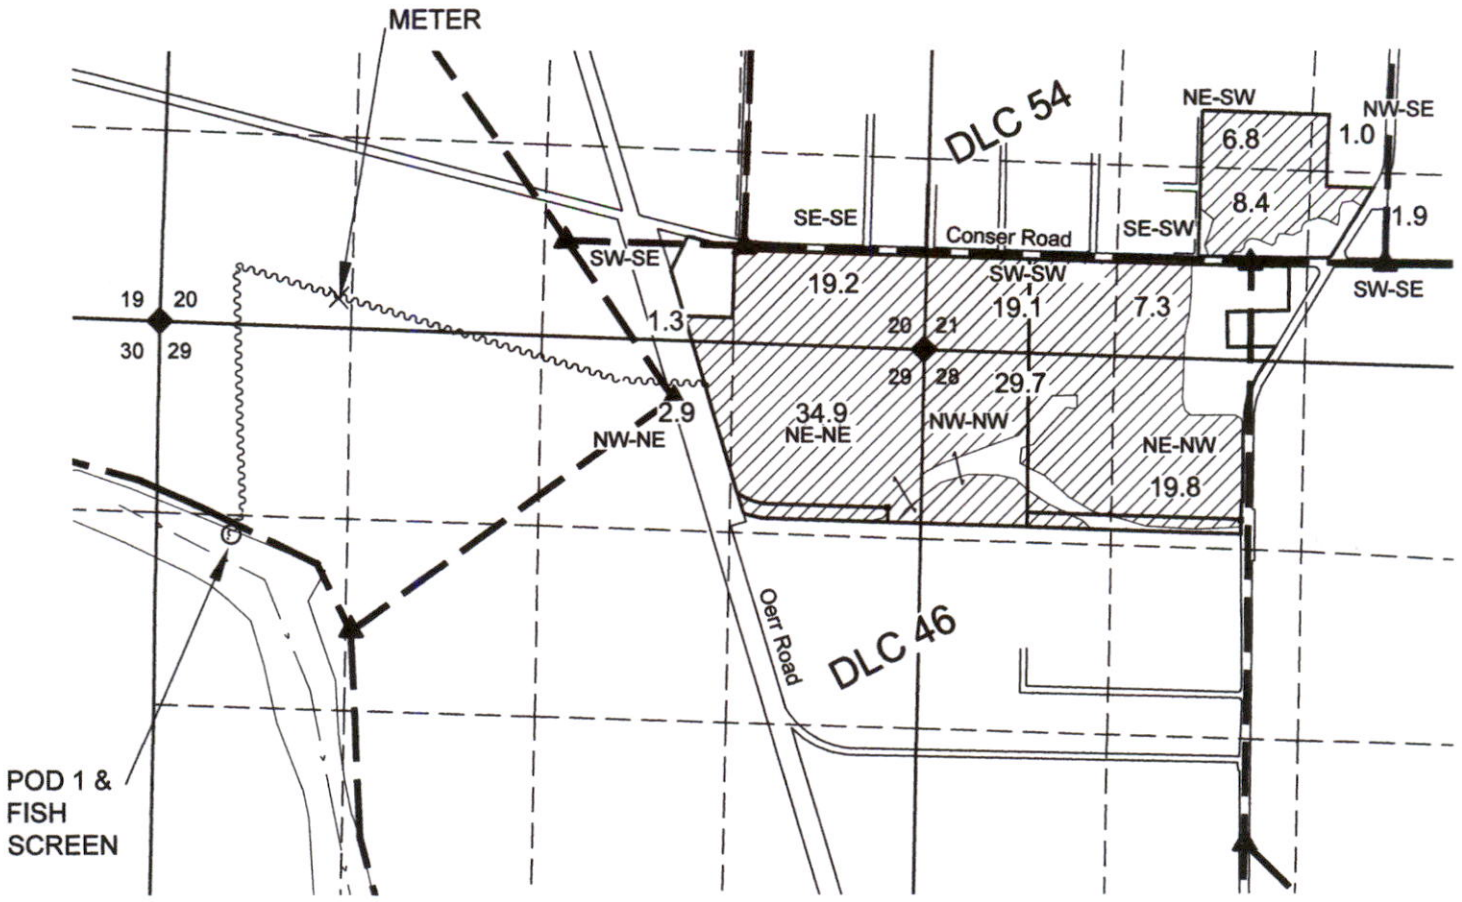 METER
DLC 54
NE-SW
NW-SE
6.8
1.0
8.4
1.9
SE-SE
SE-SW
Conser Road
SW-SE
SW-SW
SW-SE
19.2
19.1
7.3
19
20
1.3
20
21
30
29
29
28
29.7
2.9
34.9
NW-NE
NE-NE
NW-NW
NE-NW
19.8
Oerr Road
DLC 46
POD 1 &
FISH
SCREEN